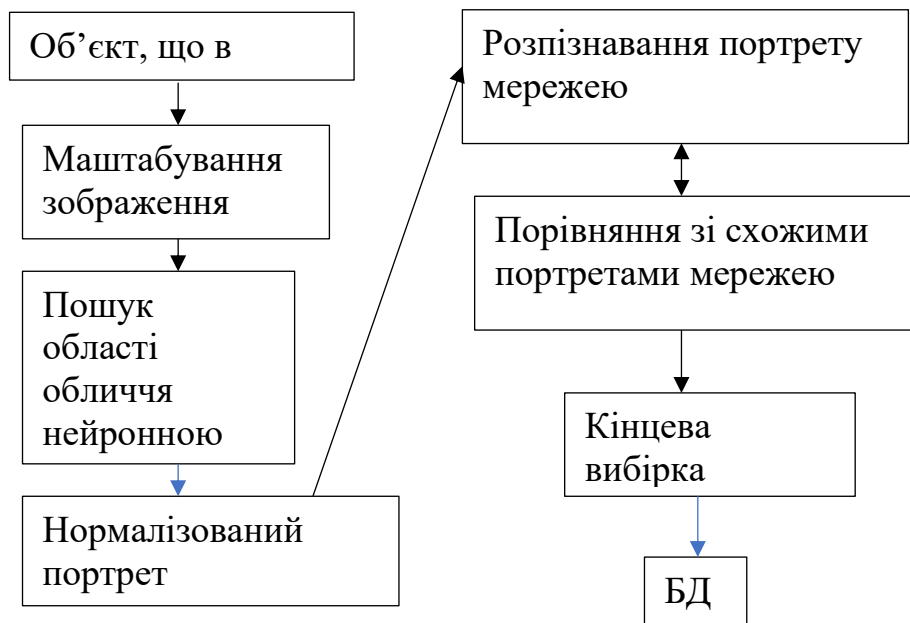 Об’єкт, що в
Маштабування
зображення
Пошук
області
обличчя
нейронною
Нормалізований
портрет
Розпізнавання портрету
мережею
Порівняння зі схожими
портретами мережею
Кінцева
вибірка
БД